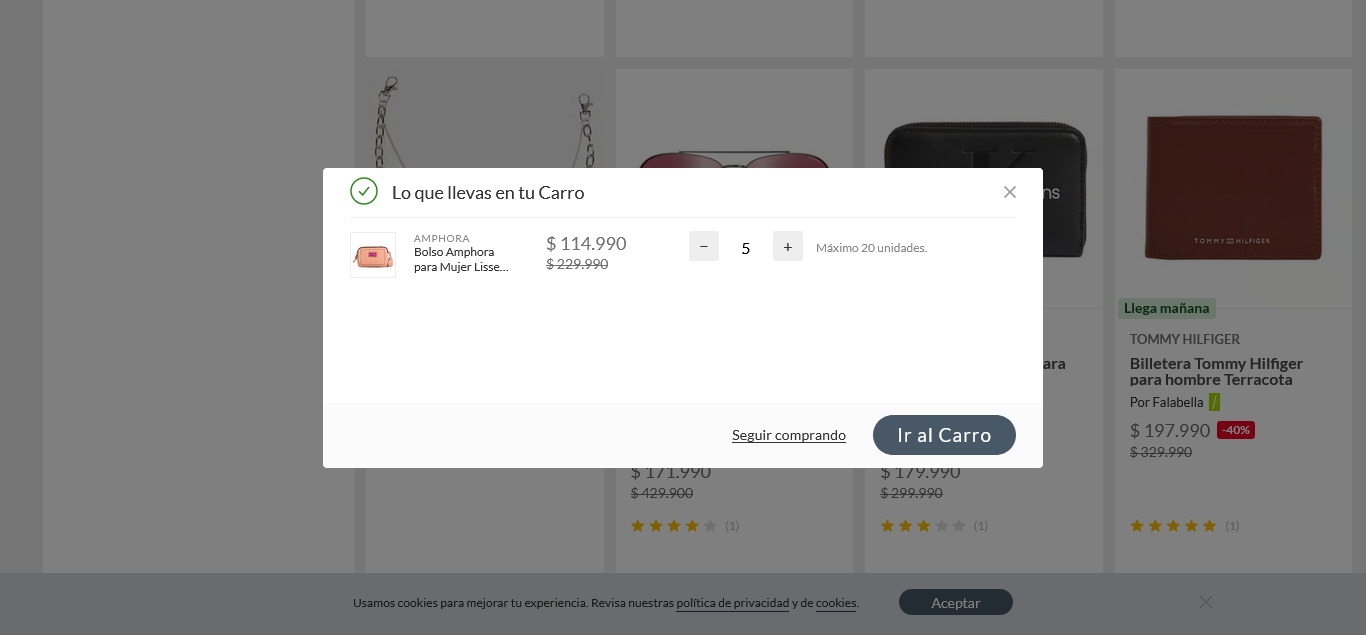 Lo que llevas en tu Carro
AMPHORA
Bolso Amphora
para Mujer Lisse...
$ 114.990
$ 229.990
−
5
+
Máximo 20 unidades.
Seguir comprando
Ir al Carro
ns
TOMMY HILFIGER
Llega mañana
TOMMY HILFIGER
ara
Billetera Tommy Hilfiger
para hombre Terracota
Por Falabella
$ 197.990 -40%
$ 329.990
$ 171.990
$ 429.900
(1)
$ 179.990
$ 299.990
(1)
(1)
Usamos cookies para mejorar tu experiencia. Revisa nuestras política de privacidad y de cookies.
Aceptar